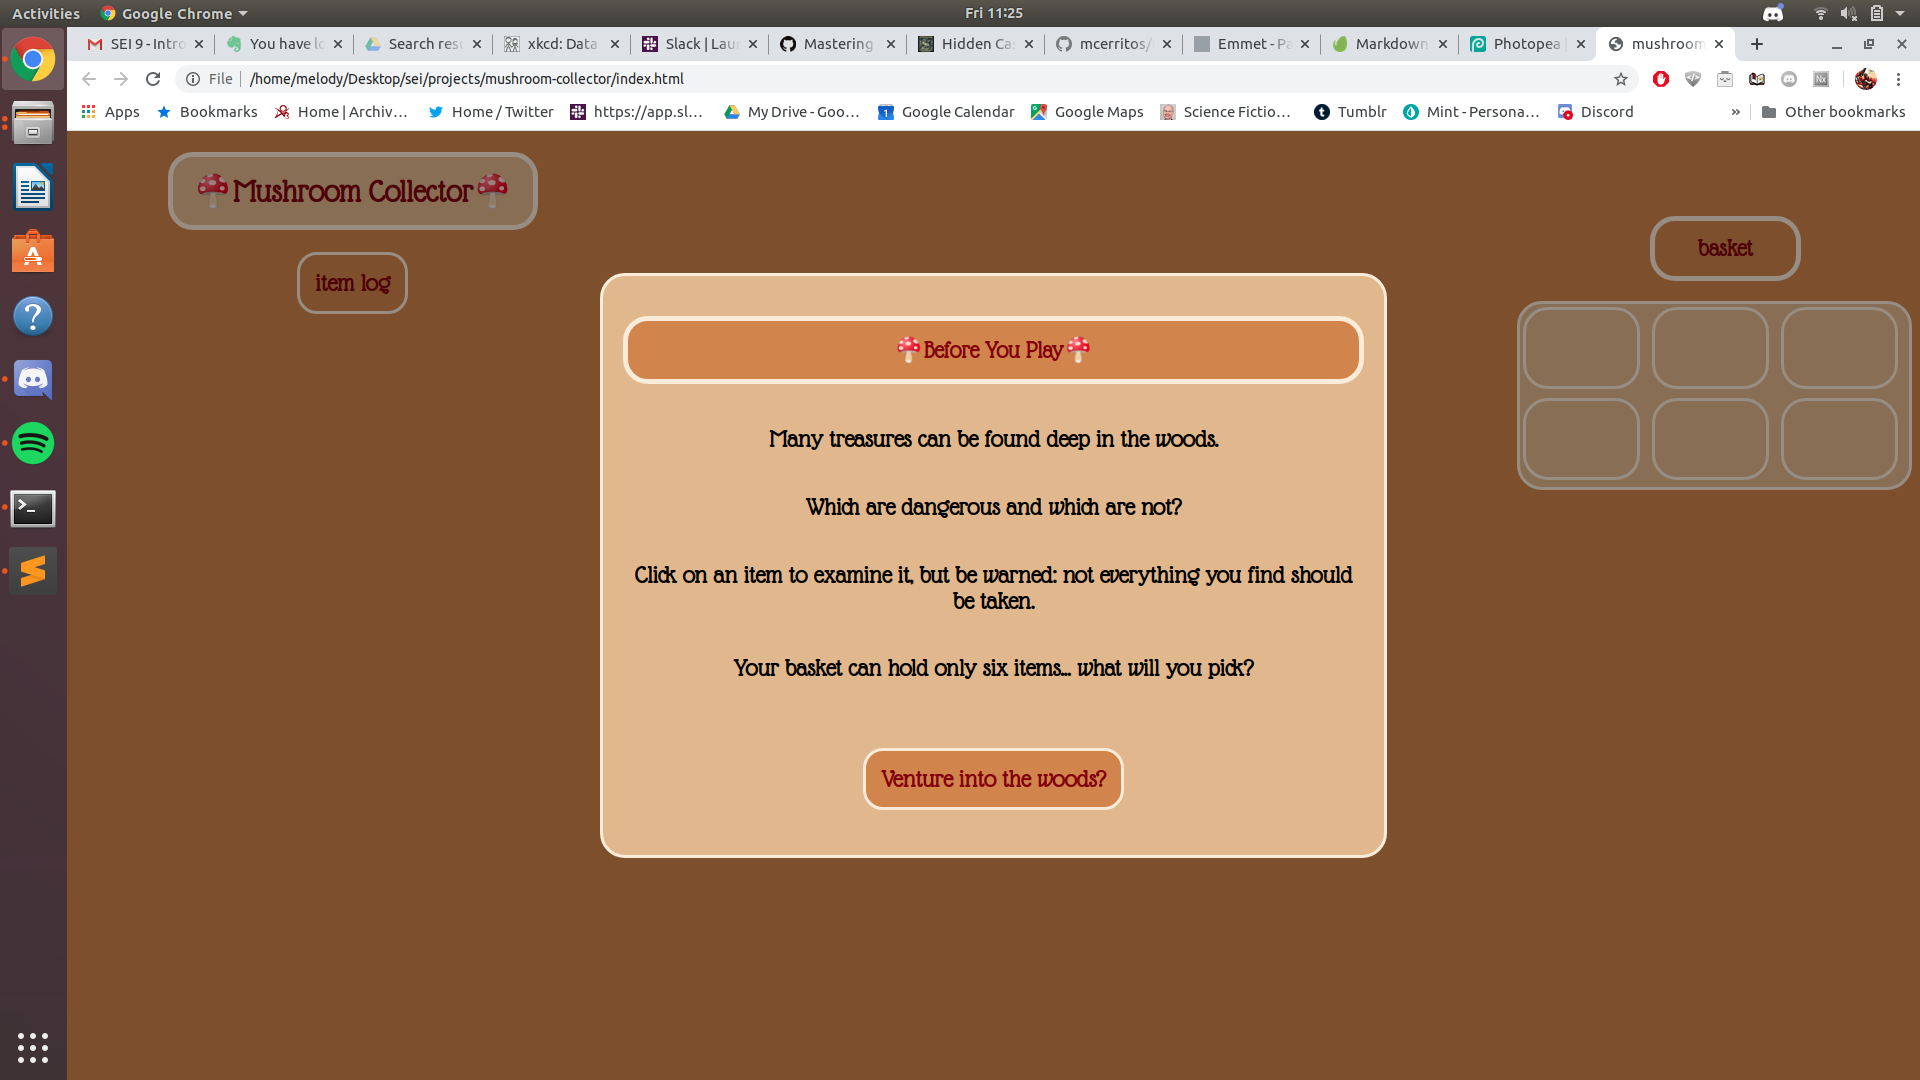 Activities Google Chrome Fri 11:25
SEI 9 - Intro You have lo Search resu xkcd: Data Slack | Laun Mastering Hidden Cas mcerritos/ Emmet - Pa Markdown Photopea mushroom
File /home/melody/Desktop/sei/projects/mushroom-collector/index.html
Apps Bookmarks Home | Archiv... Home / Twitter https://app.sl... My Drive - Goo... Google Calendar Google Maps Science Fictio... Tumblr Mint - Persona... Discord » Other bookmarks
Mushroom Collector
item log
basket
Before You Play
Many treasures can be found deep in the woods.
Which are dangerous and which are not?
Click on an item to examine it, but be warned: not everything you find should
be taken.
Your basket can hold only six items... what will you pick?
Venture into the woods?